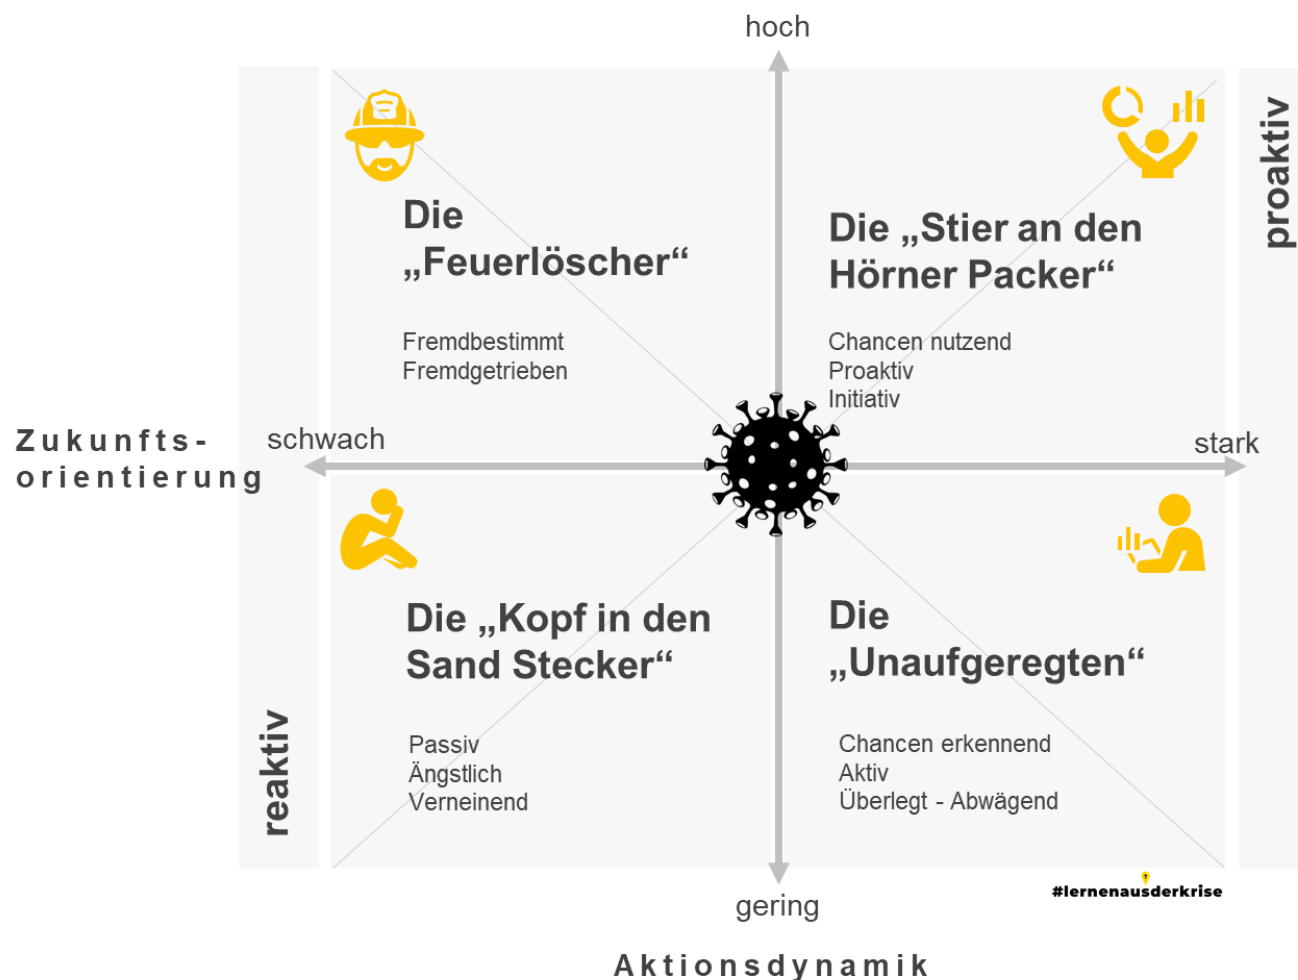 hoch
proaktiv
Die
„Feuerlöscher“
Fremdbestimmt
Fremdgetrieben
Die „Stier an den
Hörner Packer“
Chancen nutzend
Proaktiv
Initiativ
Zukunfts-
orientierung
schwach
stark
Die „Kopf in den
Sand Stecker“
Passiv
Ängstlich
Verneinend
Die
„Unaufgeregten“
Chancen erkennend
Aktiv
Überlegt - Abwägend
reaktiv
gering
#lernenausderkrise
Aktionsdynamik